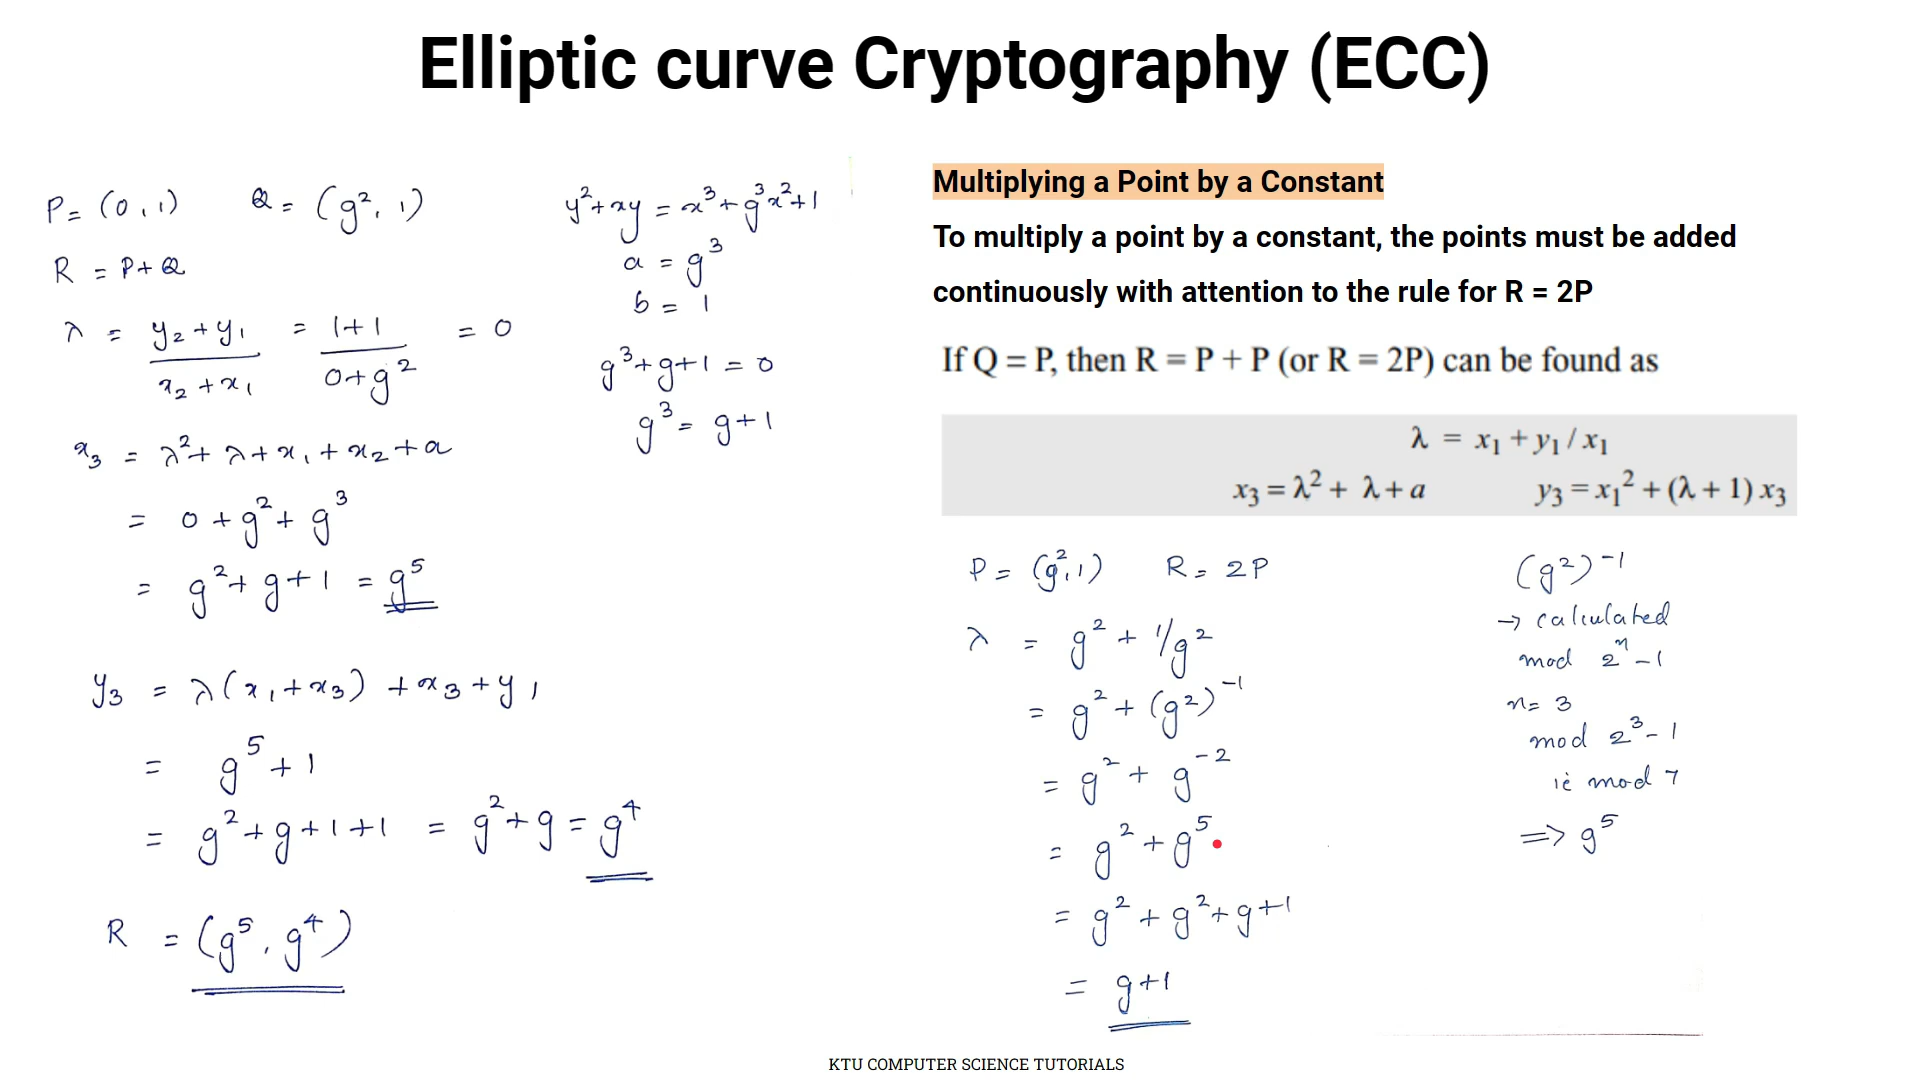 Elliptic curve Cryptography (ECC)
P = (0, 1) Q = (g², 1) y² + xy = x³ + g³x² + 1
R = P + Q a = g³
b = 1
λ = y₂ + y₁ / x₂ + x₁ = 1 + 1 / 0 + g² = 0
g³ + g + 1 = 0
g³ = g + 1
x₃ = λ² + λ + x₁ + x₂ + a
= 0 + g² + g³
= g² + g + 1 = g⁵
y₃ = λ(x₁ + x₃) + x₃ + y₁
= g⁵ + 1
= g² + g + 1 + 1 = g² + g = g⁴
R = (g⁵, g⁴)
Multiplying a Point by a Constant
To multiply a point by a constant, the points must be added
continuously with attention to the rule for R = 2P
If Q = P, then R = P + P (or R = 2P) can be found as
λ = x₁ + y₁ / x₁
x₃ = λ² + λ + a y₃ = x₁² + (λ + 1) x₃
P = (g², 1) R = 2P
λ = g² + 1/g²
= g² + (g²)⁻¹
= g² + g⁻²
= g² + g⁵
= g² + g² + g + 1
= g + 1
(g²)⁻¹
→ calculated
mod 2ⁿ - 1
n = 3
mod 2³ - 1
ie mod 7
=> g⁵
KTU COMPUTER SCIENCE TUTORIALS